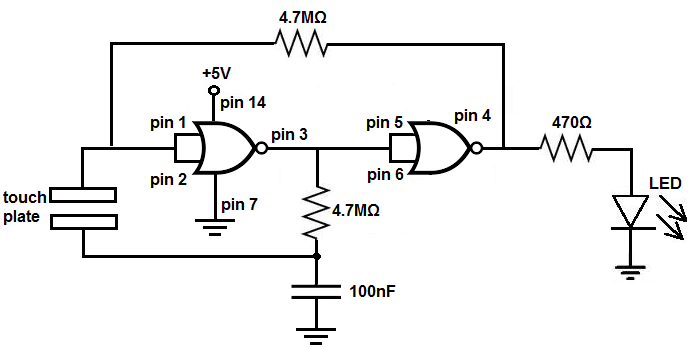 4.7MΩ
+5V
pin 14
pin 1
pin 3
pin 5
pin 4
470Ω
pin 2
pin 6
LED
touch
plate
pin 7
4.7MΩ
100nF